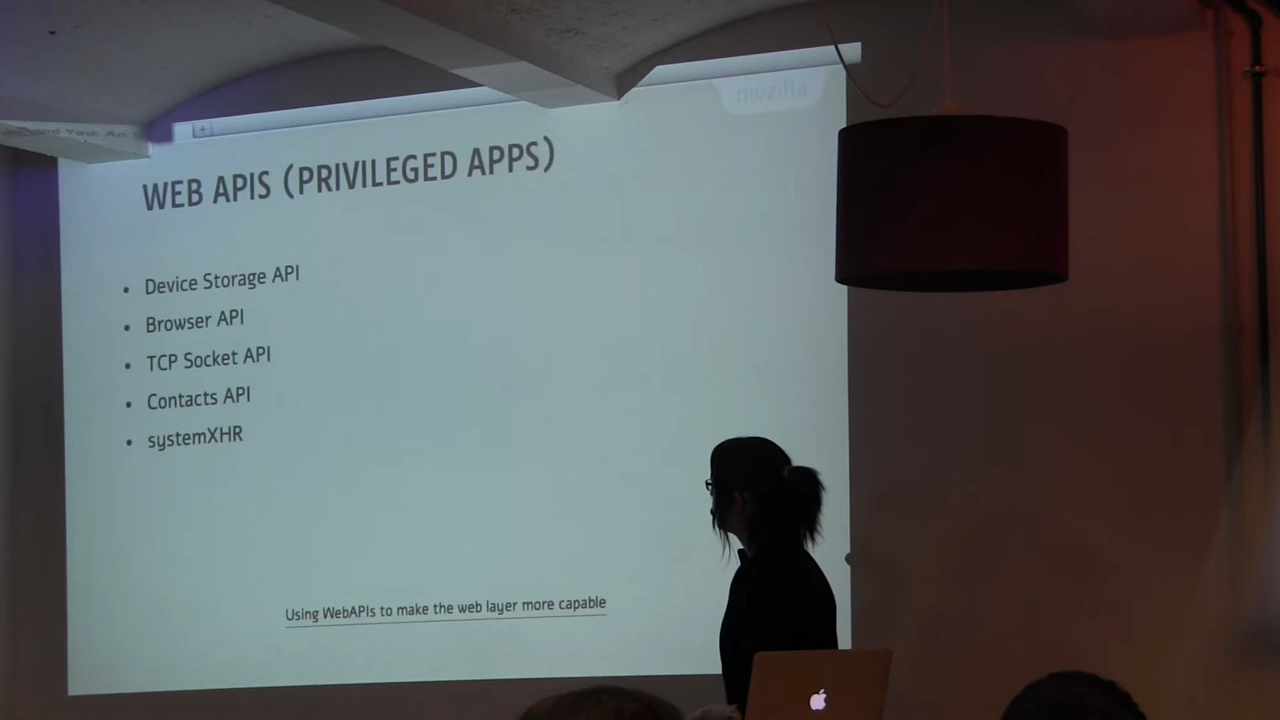 mozilla
WEB APIS (PRIVILEGED APPS)
• Device Storage API
• Browser API
• TCP Socket API
• Contacts API
• systemXHR
Using WebAPIs to make the web layer more capable